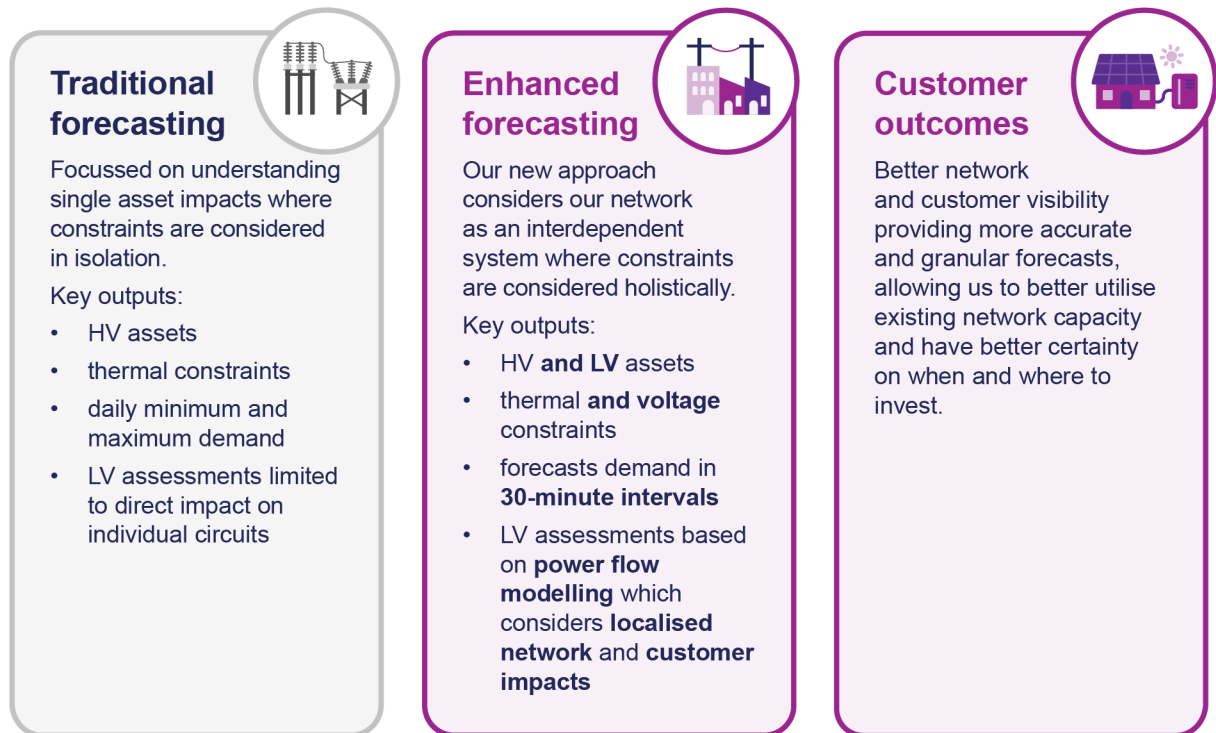 Traditional
forecasting
Focussed on understanding
single asset impacts where
constraints are considered
in isolation.
Key outputs:
• HV assets
• thermal constraints
• daily minimum and
maximum demand
• LV assessments limited
to direct impact on
individual circuits
Enhanced
forecasting
Our new approach
considers our network
as an interdependent
system where constraints
are considered holistically.
Key outputs:
• HV and LV assets
• thermal and voltage
constraints
• forecasts demand in
30-minute intervals
• LV assessments based
on power flow
modelling which
considers localised
network and customer
impacts
Customer
outcomes
Better network
and customer visibility
providing more accurate
and granular forecasts,
allowing us to better utilise
existing network capacity
and have better certainty
on when and where to
invest.